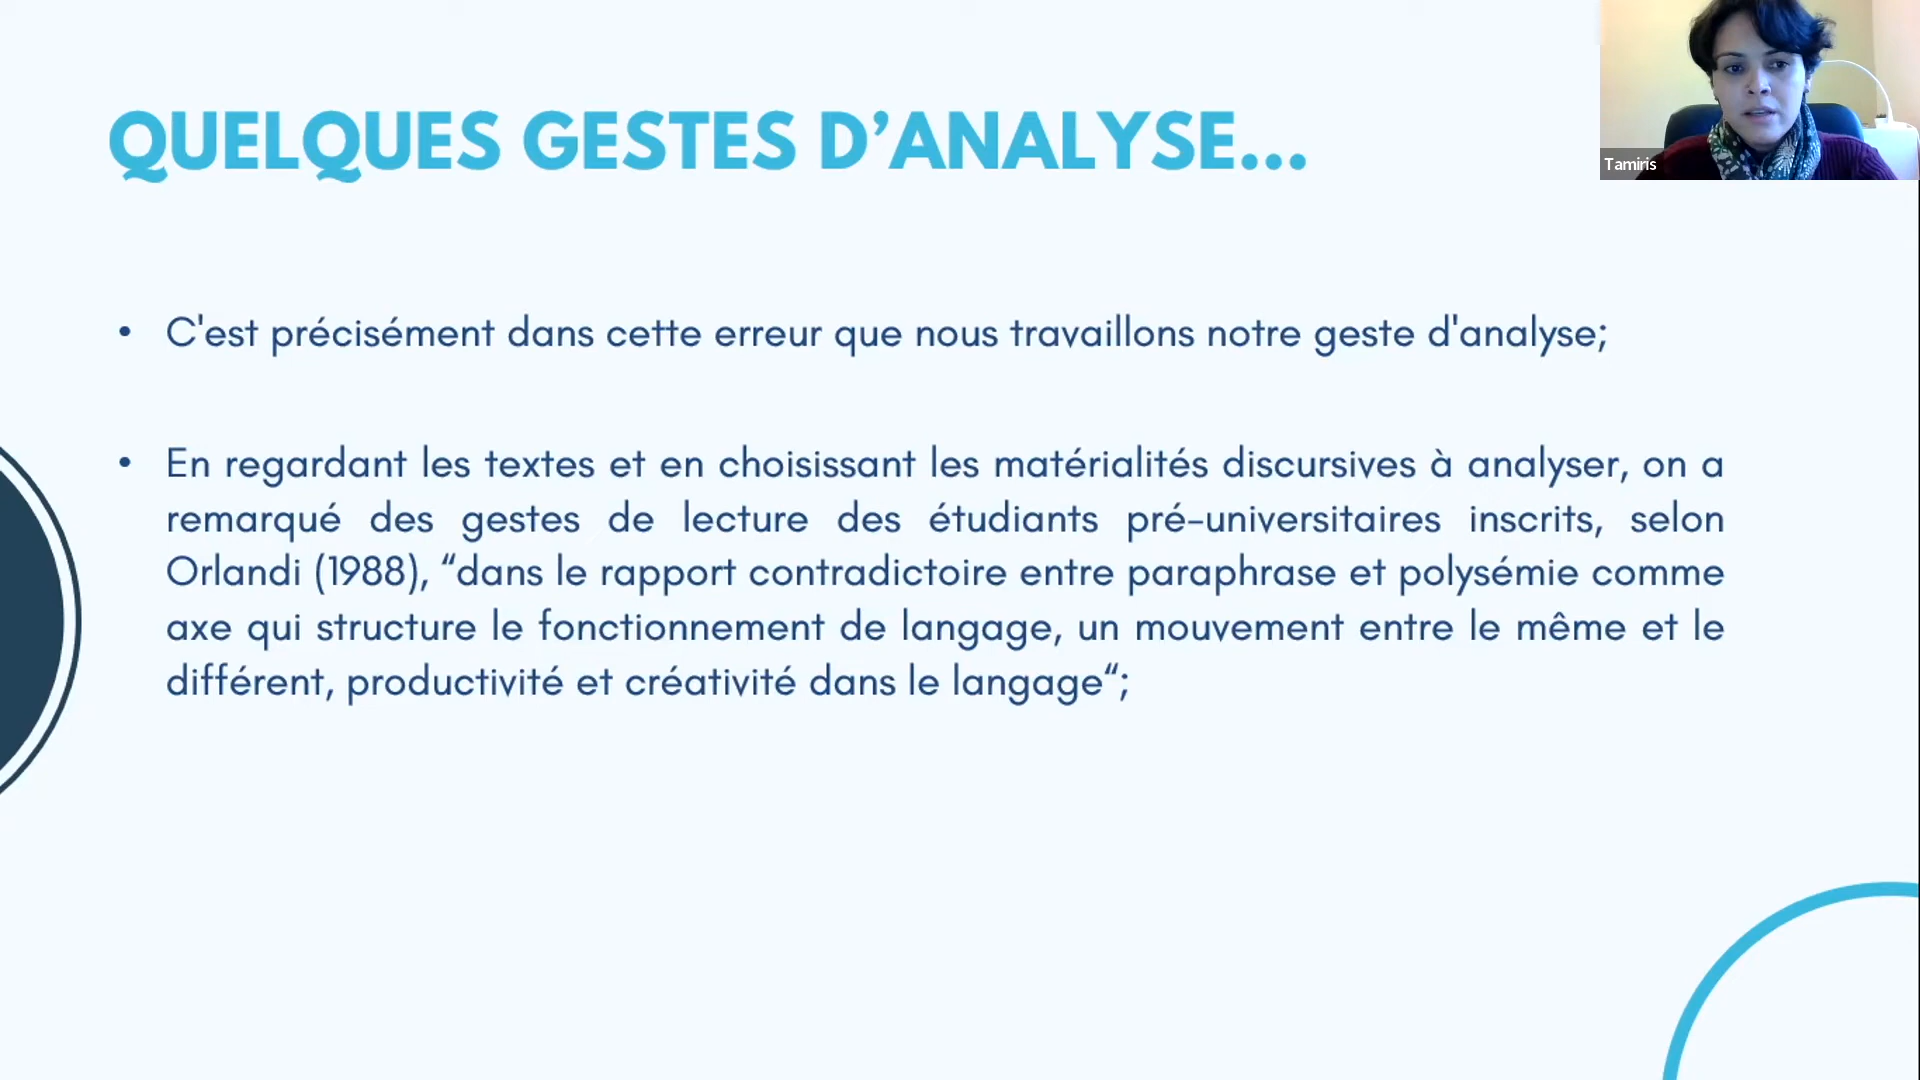 QUELQUES GESTES D’ANALYSE...
Tamiris
• C'est précisément dans cette erreur que nous travaillons notre geste d'analyse;
• En regardant les textes et en choisissant les matérialités discursives à analyser, on a
remarqué des gestes de lecture des étudiants pré-universitaires inscrits, selon
Orlandi (1988), “dans le rapport contradictoire entre paraphrase et polysémie comme
axe qui structure le fonctionnement de langage, un mouvement entre le même et le
différent, productivité et créativité dans le langage“;